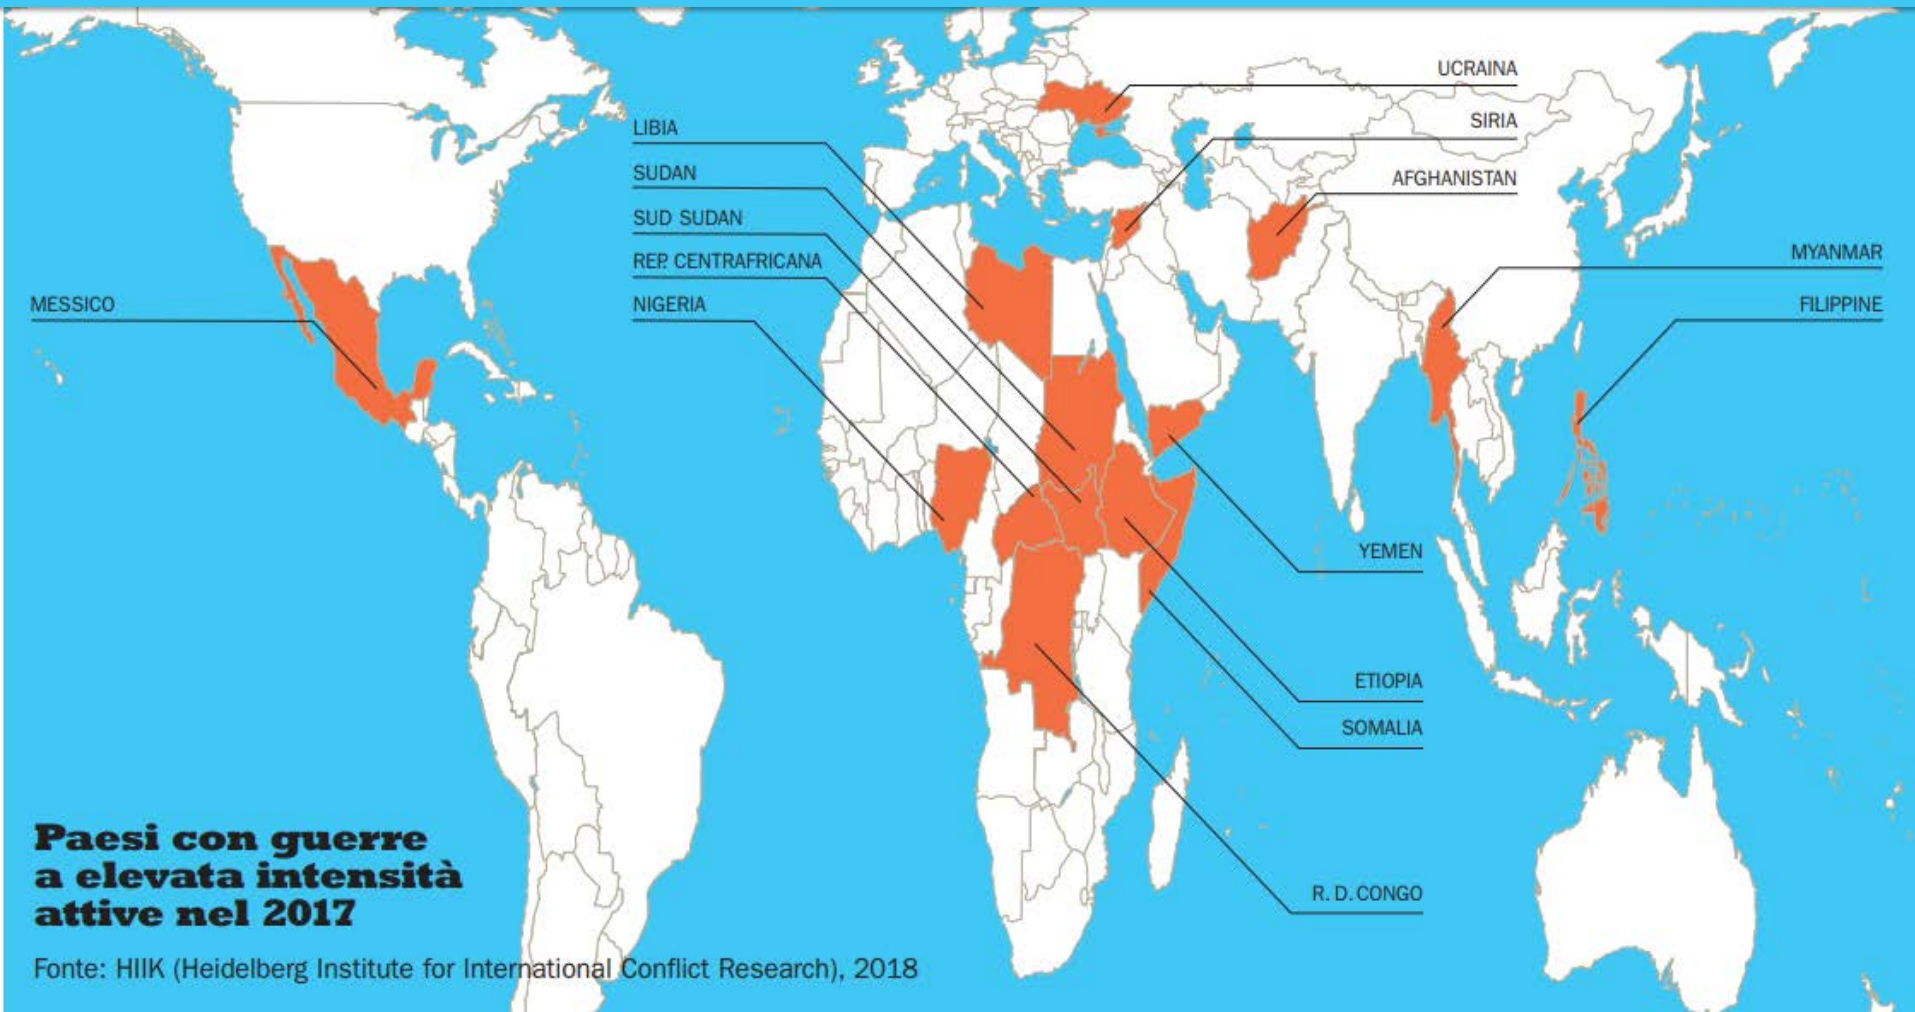 UCRAINA
LIBIA
SIRIA
SUDAN
AFGHANISTAN
SUD SUDAN
MYANMAR
REP. CENTRAFRICANA
MESSICO
NIGERIA
FILIPPINE
YEMEN
ETIOPIA
SOMALIA
R. D. CONGO
Paesi con guerre
a elevata intensità
attive nel 2017
Fonte: HIIK (Heidelberg Institute for International Conflict Research), 2018